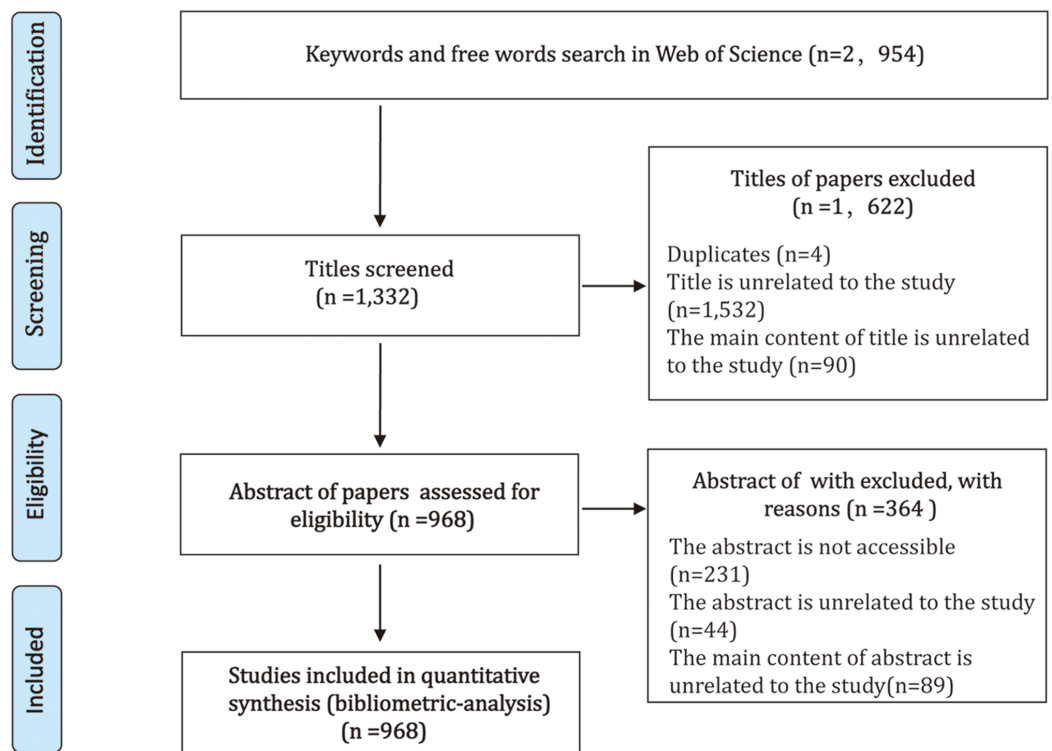 Identification
Keywords and free words search in Web of Science (n=2，954)
Screening
Titles screened
(n =1,332)
Titles of papers excluded
(n =1，622)
Duplicates (n=4)
Title is unrelated to the study
(n=1,532)
The main content of title is unrelated
to the study (n=90)
Eligibility
Abstract of papers assessed for
eligibility (n =968)
Abstract of with excluded, with
reasons (n =364 )
The abstract is not accessible
(n=231)
The abstract is unrelated to the study
(n=44)
The main content of abstract is
unrelated to the study(n=89)
Included
Studies included in quantitative
synthesis (bibliometric-analysis)
(n =968)